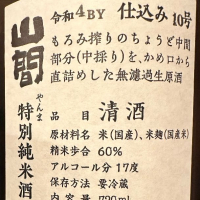 令和4BY 仕込み10号
山間
やんま
特別純米酒
もろみ搾りのちょうど中間
部分(中採り)を、かめ口から
直詰めした無濾過生原酒
品目 清酒
原材料名 米(国産)、米麹(国産米)
精米歩合 60%
アルコール分 17度
保存方法 要冷蔵
内容量 720ml